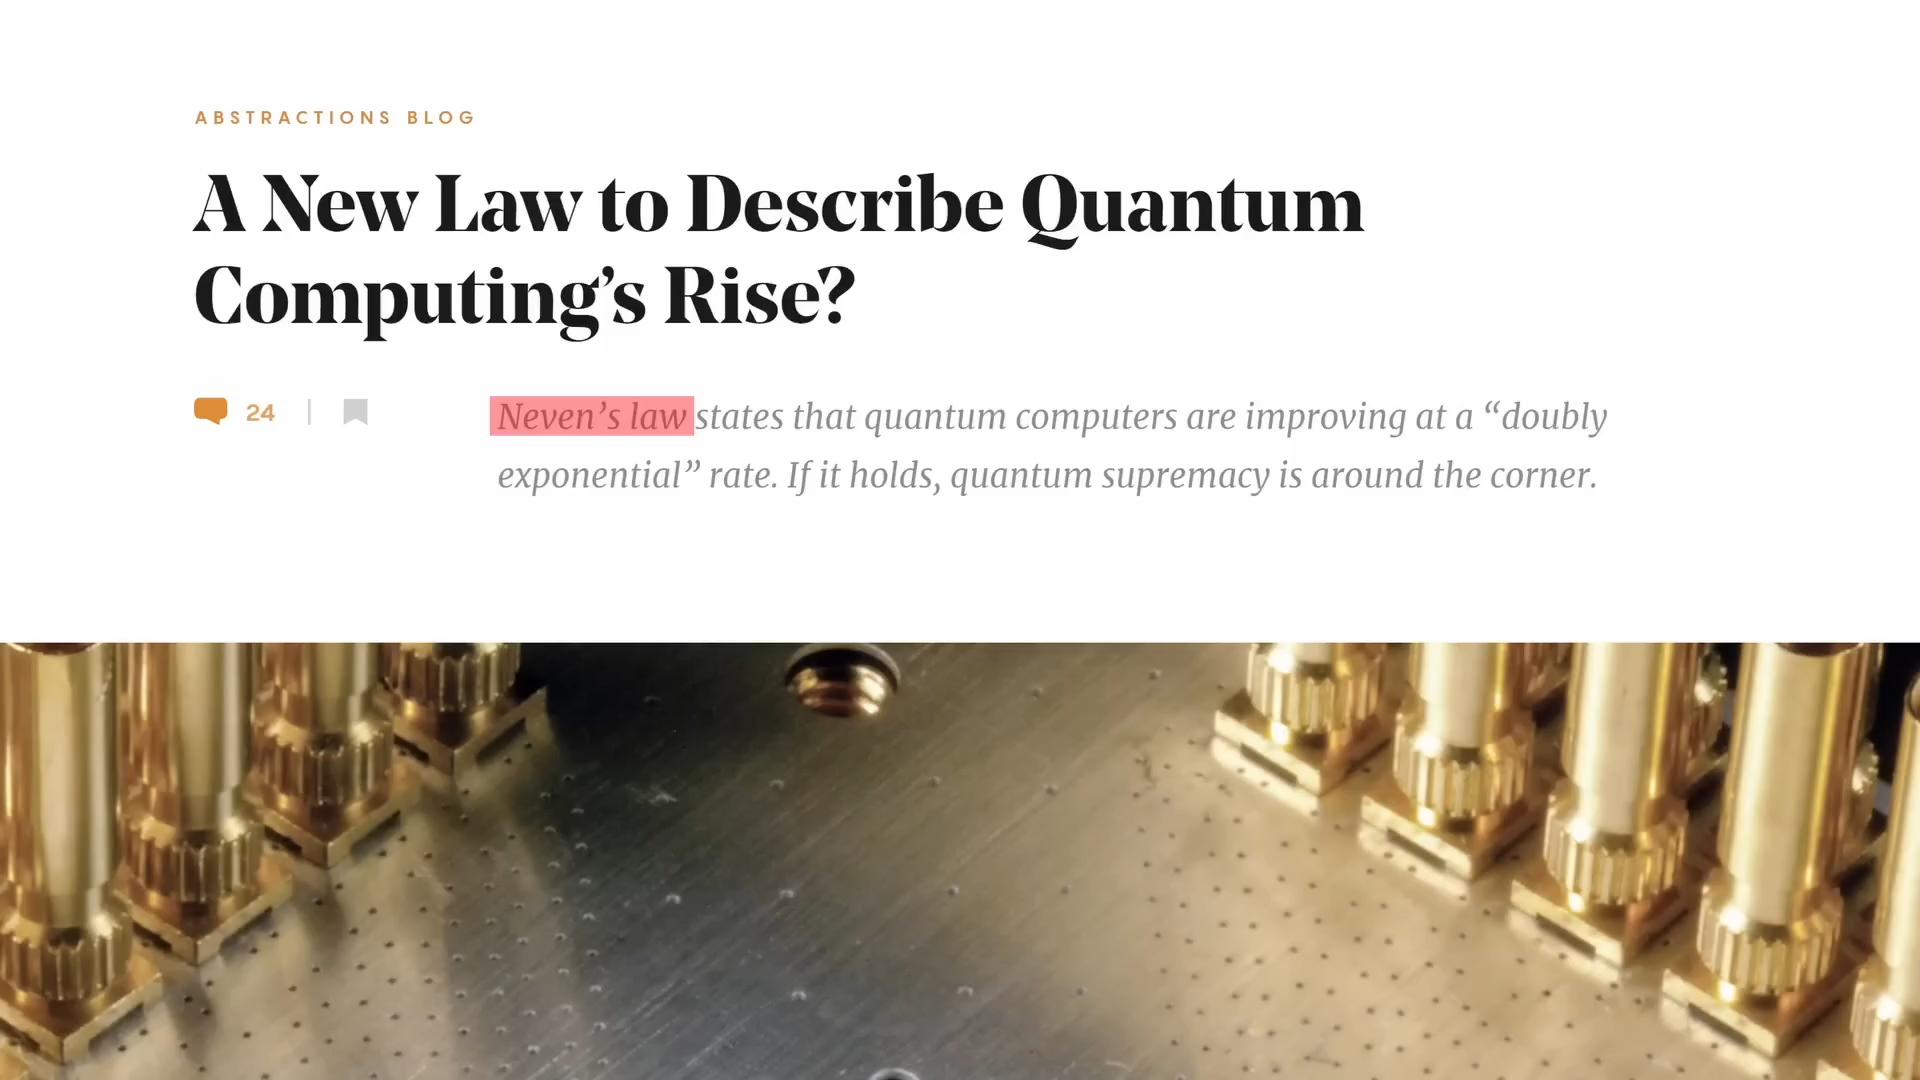 ABSTRACTIONS BLOG
A New Law to Describe Quantum
Computing’s Rise?
24
Neven’s law states that quantum computers are improving at a “doubly
exponential” rate. If it holds, quantum supremacy is around the corner.